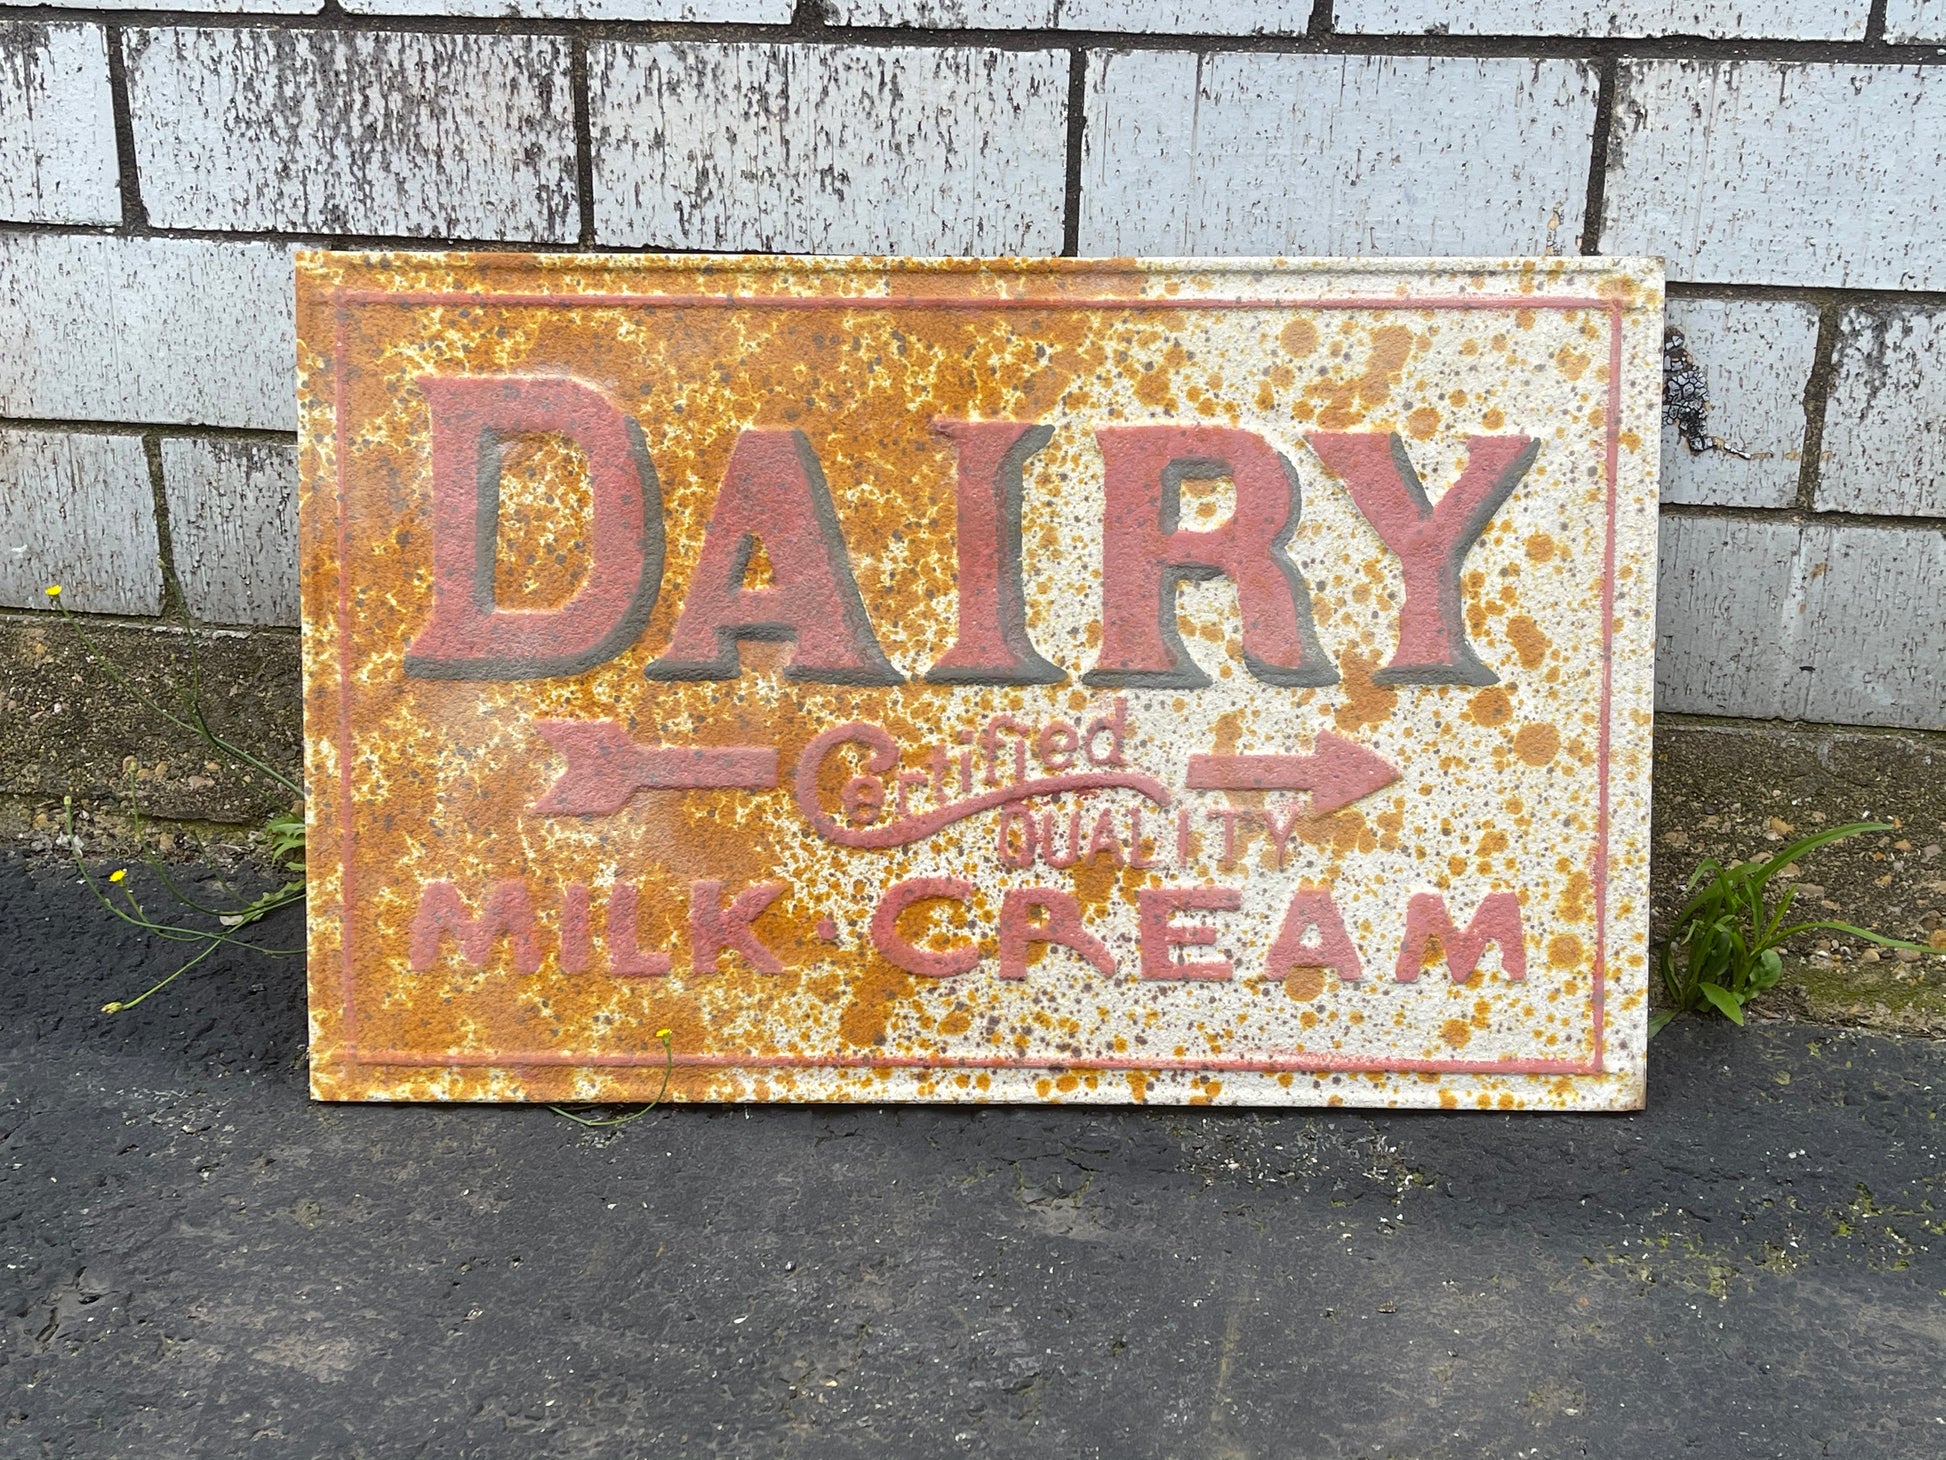 DAIRY
Certified
QUALITY
MILK · CREAM